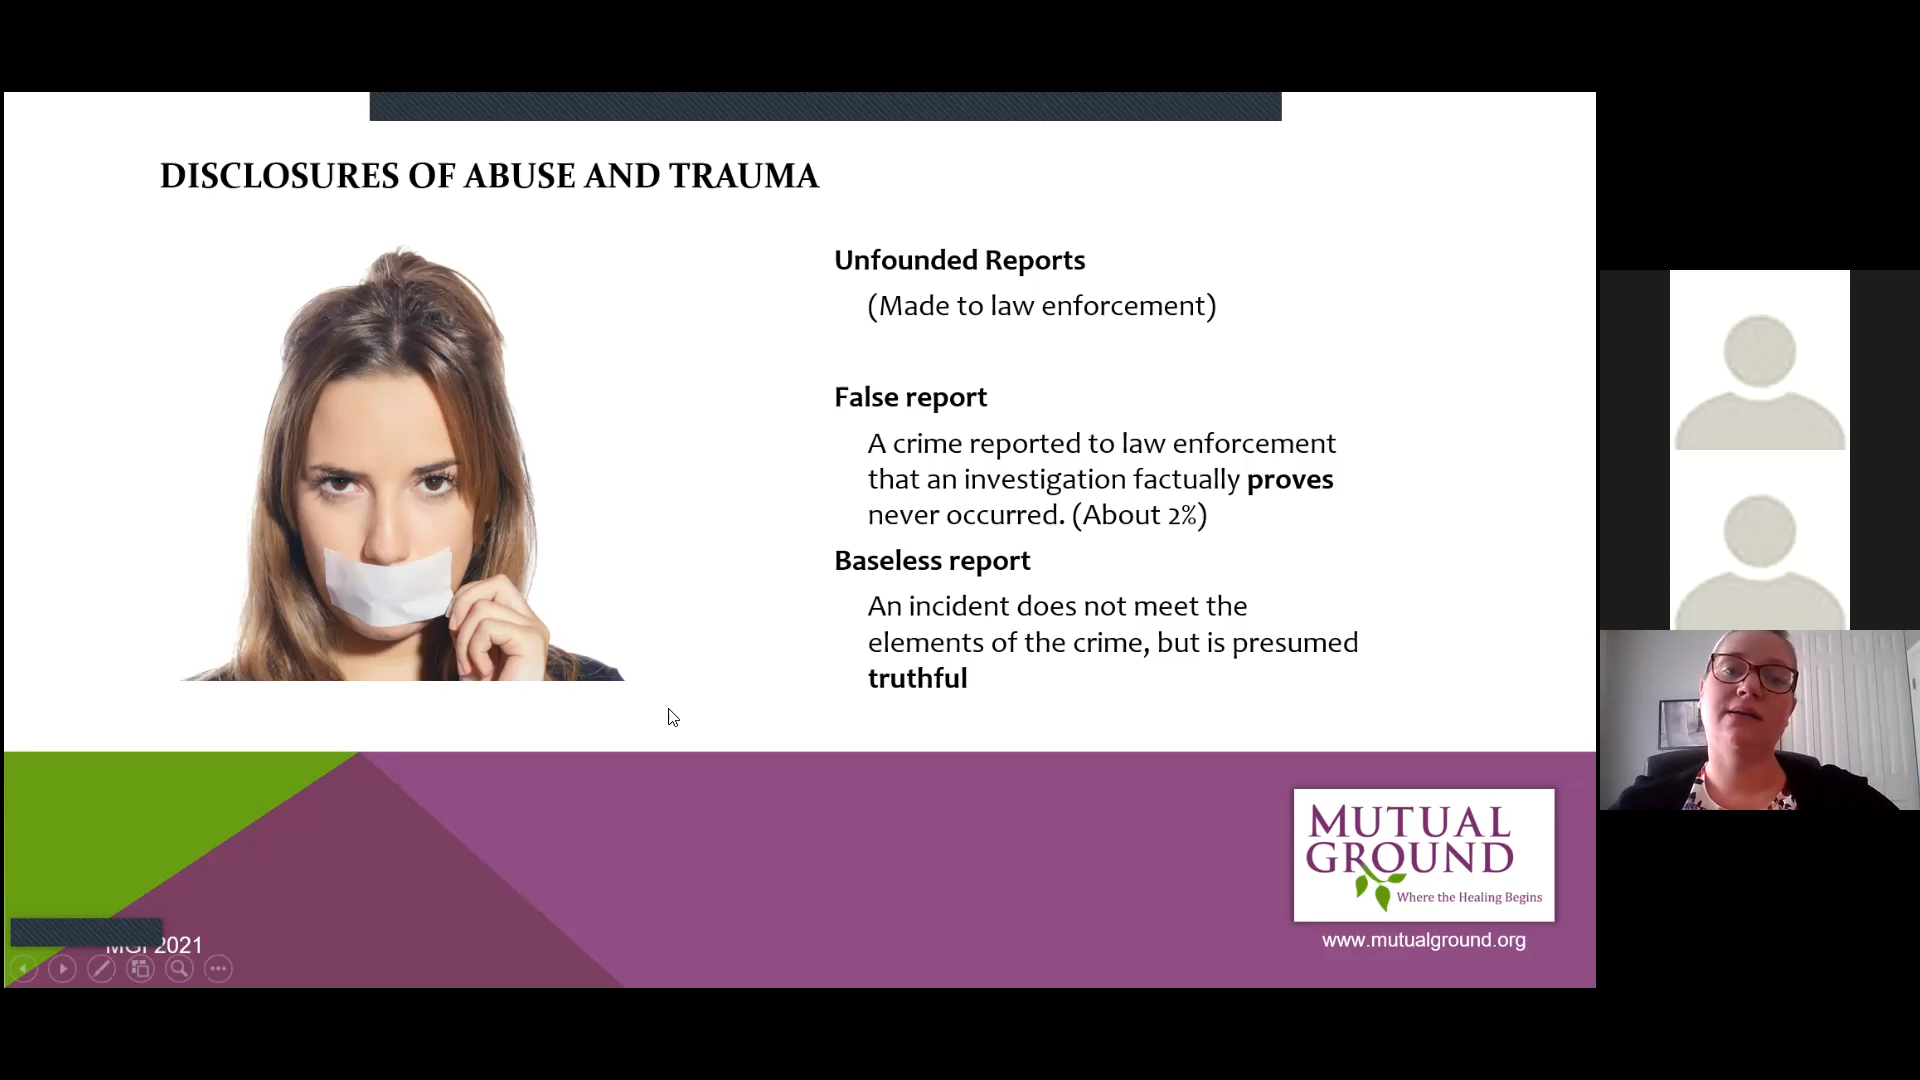 DISCLOSURES OF ABUSE AND TRAUMA
Unfounded Reports
(Made to law enforcement)
False report
A crime reported to law enforcement
that an investigation factually proves
never occurred. (About 2%)
Baseless report
An incident does not meet the
elements of the crime, but is presumed
truthful
MUTUAL
GROUND
Where the Healing Begins
www.mutualground.org
MGI 2021